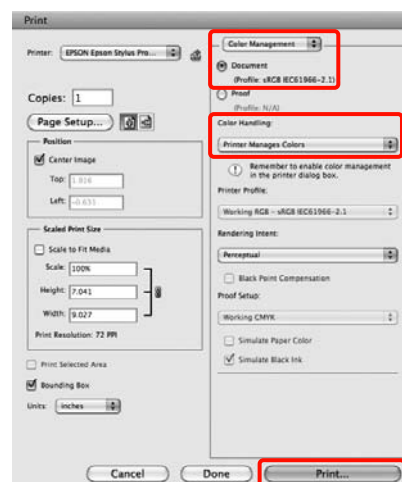 Print
Printer: EPSON Epson Stylus Pro...
Copies: 1
Page Setup...
Position
Center Image
Top: 1.916
Left: -0.631
Scaled Print Size
Scale to Fit Media
Scale: 100%
Height: 7.041
Width: 9.027
Print Resolution: 72 PPI
Print Selected Area
Bounding Box
Units: inches
Color Management
Document
(Profile: sRGB IEC61966-2.1)
Proof
(Profile: N/A)
Color Handling:
Printer Manages Colors
Remember to enable color management
in the printer dialog box.
Printer Profile:
Working RGB - sRGB IEC61966-2.1
Rendering Intent:
Perceptual
Black Point Compensation
Proof Setup:
Working CMYK
Simulate Paper Color
Simulate Black Ink
Cancel
Done
Print...